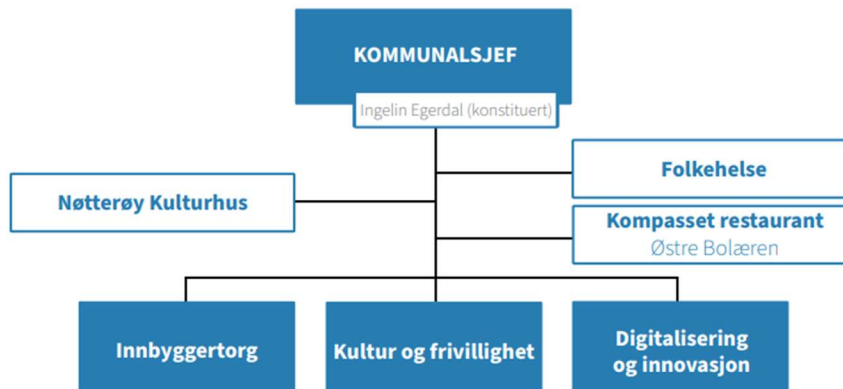 KOMMUNALSJEF
Ingelin Egerdal (konstituert)
Folkehelse
Nøtterøy Kulturhus
Kompasset restaurant
Østre Bolæren
Innbyggertorg
Kultur og frivillighet
Digitalisering
og innovasjon